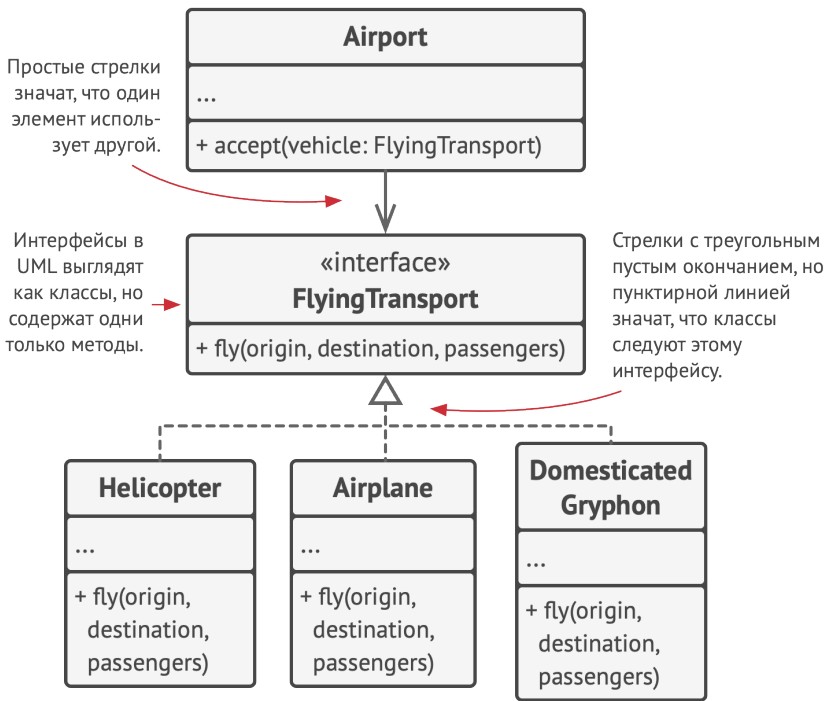 Airport
...
+ accept(vehicle: FlyingTransport)
Простые стрелки
значат, что один
элемент исполь-
зует другой.
Интерфейсы в
UML выглядят
как классы, но
содержат одни
только методы.
«interface»
FlyingTransport
+ fly(origin, destination, passengers)
Стрелки с треугольным
пустым окончанием, но
пунктирной линией
значат, что классы
следуют этому
интерфейсу.
Helicopter
...
+ fly(origin,
destination,
passengers)
Airplane
...
+ fly(origin,
destination,
passengers)
Domesticated
Gryphon
...
+ fly(origin,
destination,
passengers)